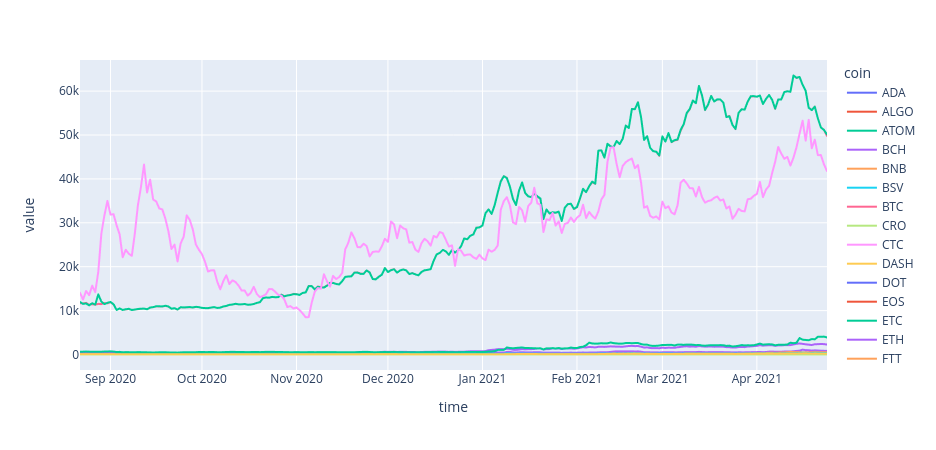 coin
ADA
ALGO
ATOM
BCH
BNB
BSV
BTC
CRO
CTC
DASH
DOT
EOS
ETC
ETH
FTT
value
60k
50k
40k
30k
20k
10k
0
Sep 2020 Oct 2020 Nov 2020 Dec 2020 Jan 2021 Feb 2021 Mar 2021 Apr 2021
time